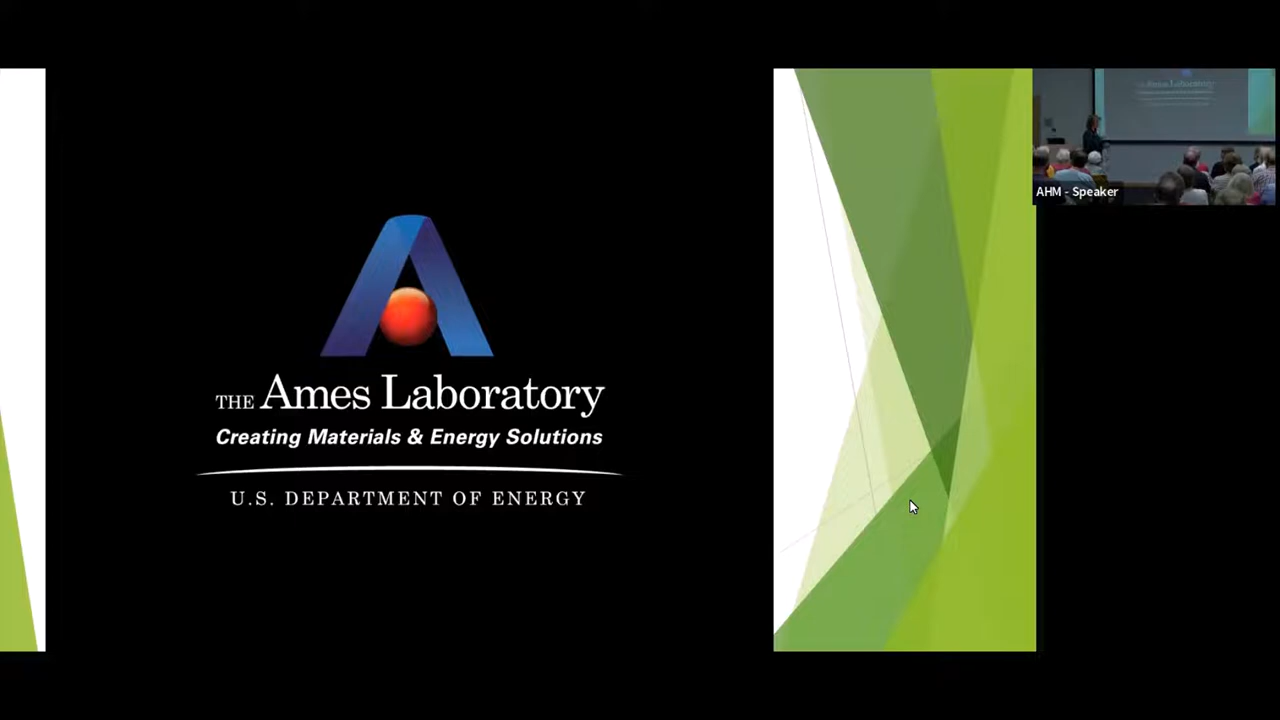 THE Ames Laboratory
Creating Materials & Energy Solutions
U.S. DEPARTMENT OF ENERGY
AHM - Speaker